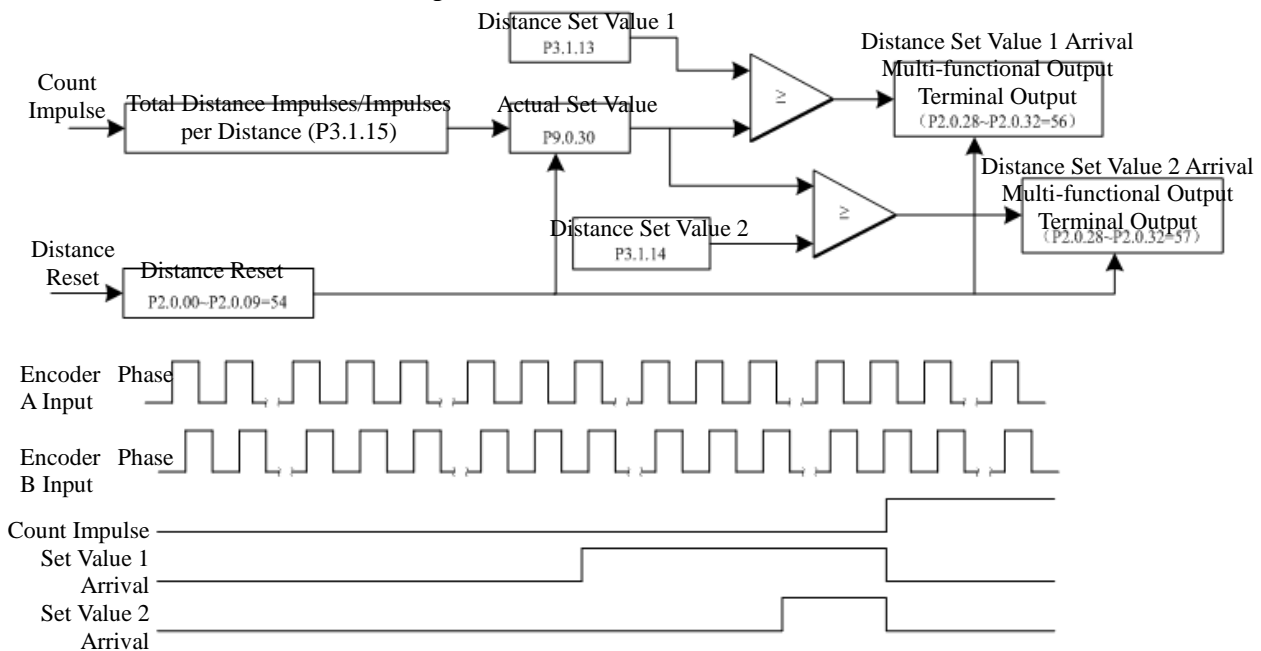 Distance Set Value 1
P3.1.13
Distance Set Value 1 Arrival
Multi-functional Output
Terminal Output
(P2.0.28~P2.0.32=56)
Count
Impulse
Total Distance Impulses/Impulses
per Distance (P3.1.15)
Actual Set Value
P9.0.30
≥
Distance Set Value 2 Arrival
Multi-functional Output
Terminal Output
(P2.0.28~P2.0.32=57)
≥
Distance Set Value 2
P3.1.14
Distance
Reset
Distance Reset
P2.0.00~P2.0.09=54
Encoder Phase
A Input
Encoder Phase
B Input
Count Impulse
Set Value 1
Arrival
Set Value 2
Arrival